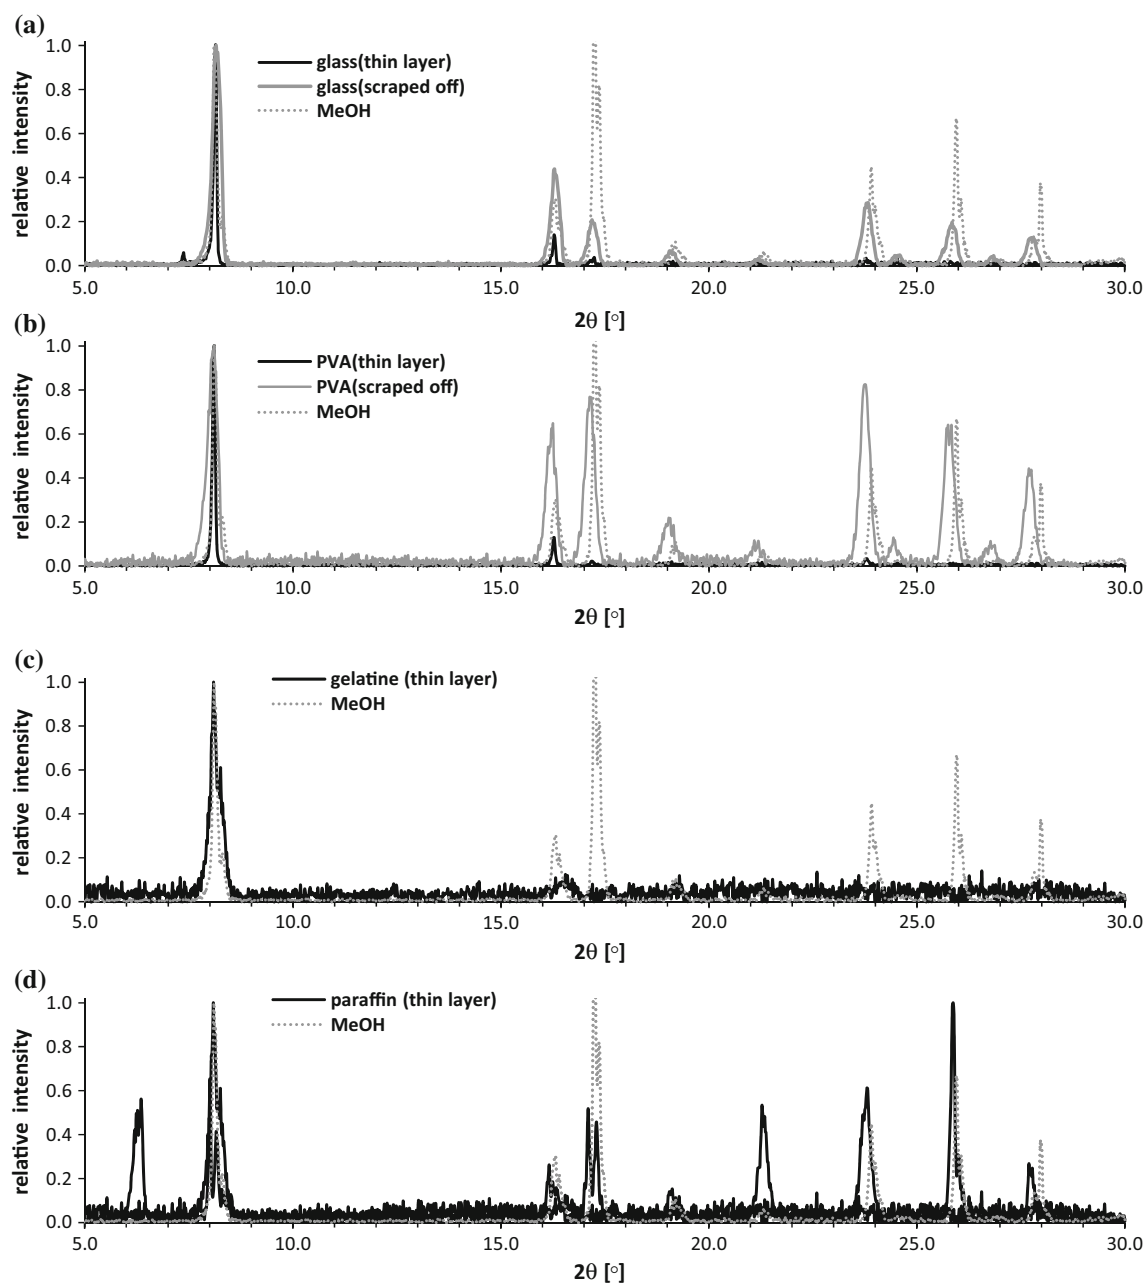 (a)
relative intensity
1.0
0.8
0.6
0.4
0.2
0.0
glass(thin layer)
glass(scraped off)
MeOH
5.0 10.0 15.0 20.0 25.0 30.0
2θ [°]
(b)
relative intensity
1.0
0.8
0.6
0.4
0.2
0.0
PVA(thin layer)
PVA(scraped off)
MeOH
5.0 10.0 15.0 20.0 25.0 30.0
2θ [°]
(c)
relative intensity
1.0
0.8
0.6
0.4
0.2
0.0
gelatine (thin layer)
MeOH
5.0 10.0 15.0 20.0 25.0 30.0
2θ [°]
(d)
relative intensity
1.0
0.8
0.6
0.4
0.2
0.0
paraffin (thin layer)
MeOH
5.0 10.0 15.0 20.0 25.0 30.0
2θ [°]